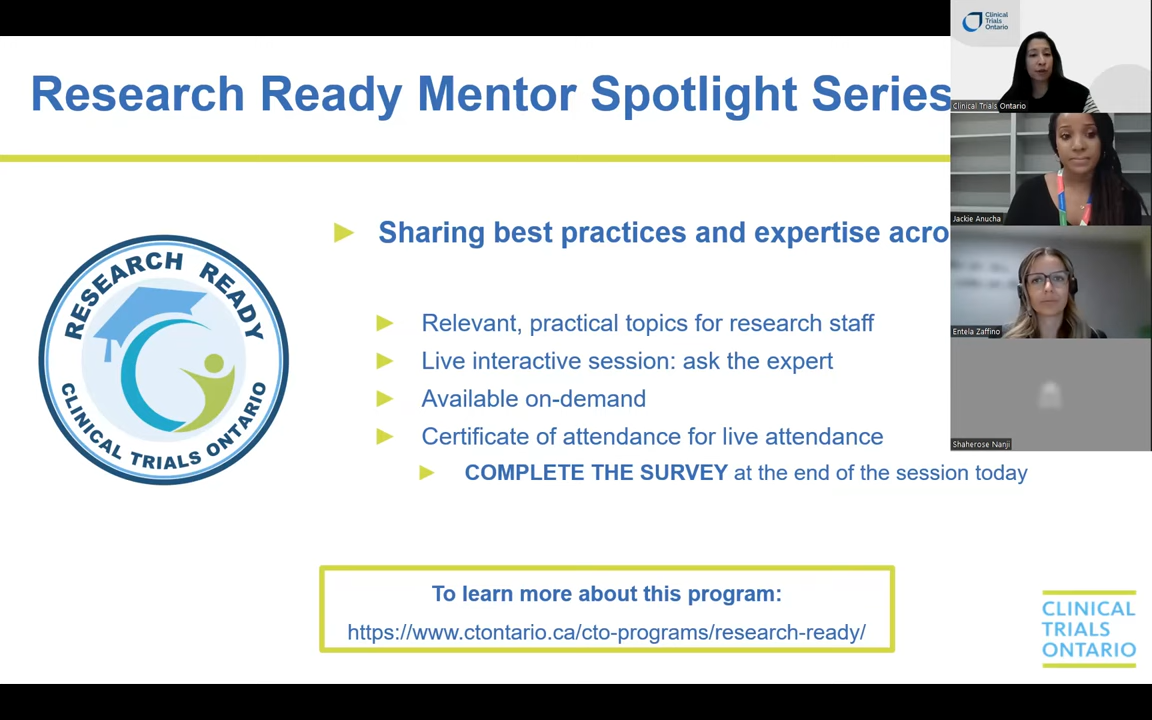 Research Ready Mentor Spotlight Series
Clinical
Trials
Ontario
Clinical Trials Ontario
Jackie Anucha
Entela Zaffino
Shaherose Nanji
► Sharing best practices and expertise acro
► Relevant, practical topics for research staff
► Live interactive session: ask the expert
► Available on-demand
► Certificate of attendance for live attendance
► COMPLETE THE SURVEY at the end of the session today
RESEARCH READY
CLINICAL TRIALS ONTARIO
To learn more about this program:
https://www.ctontario.ca/cto-programs/research-ready/
CLINICAL
TRIALS
ONTARIO